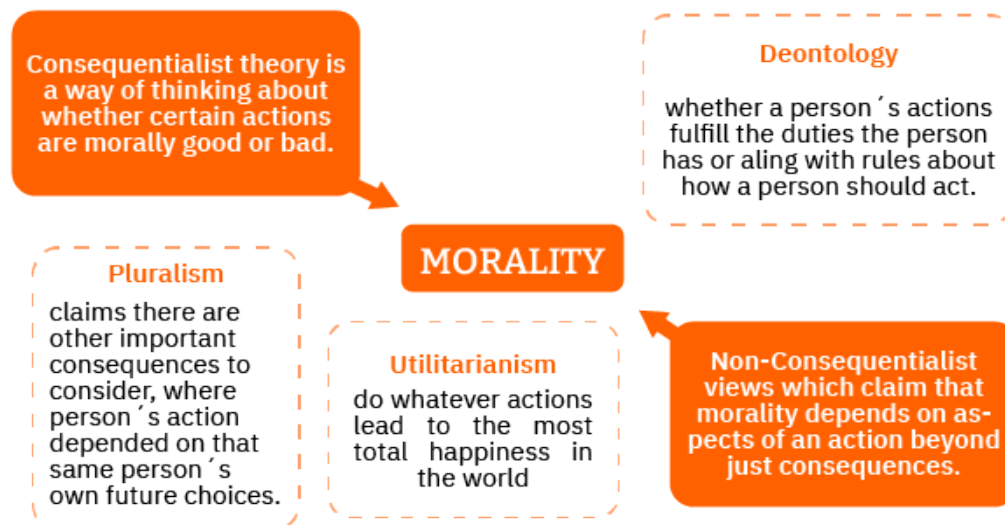 Consequentialist theory is
a way of thinking about
whether certain actions
are morally good or bad.
Deontology
whether a person´s actions
fulfill the duties the person
has or aling with rules about
how a person should act.
MORALITY
Pluralism
claims there are
other important
consequences to
consider, where
person´s action
depended on that
same person´s
own future choices.
Utilitarianism
do whatever actions
lead to the most
total happiness in
the world
Non-Consequentialist
views which claim that
morality depends on as-
pects of an action beyond
just consequences.